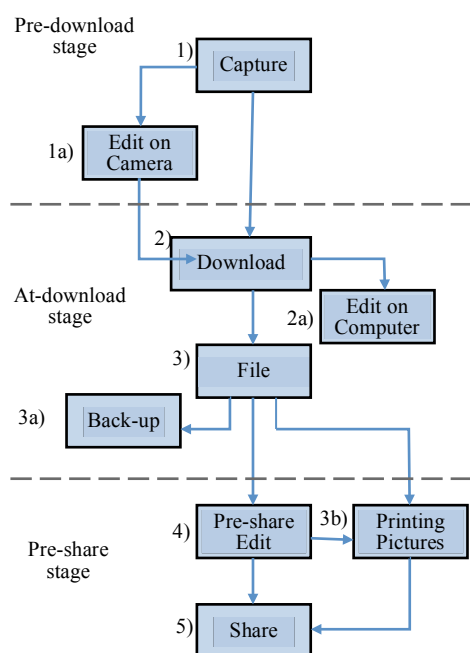 Pre-download
stage
1)
Capture
1a)
Edit on
Camera
2)
Download
At-download
stage
2a)
Edit on
Computer
3)
File
3a)
Back-up
Pre-share
stage
4)
Pre-share
Edit
3b)
Printing
Pictures
5)
Share